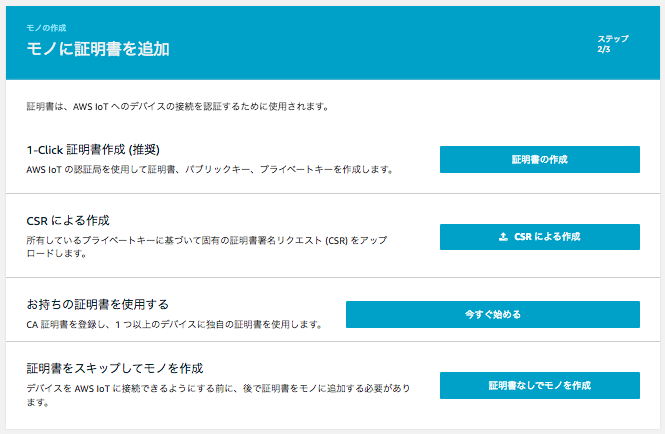 モノの作成
モノに証明書を追加
ステップ
2/3
証明書は、AWS IoT へのデバイスの接続を認証するために使用されます。
1-Click 証明書作成 (推奨)
AWS IoT の認証局を使用して証明書、パブリックキー、プライベートキーを作成します。
証明書の作成
CSR による作成
所有しているプライベートキーに基づいて固有の証明書署名リクエスト (CSR) をアップ
ロードします。
CSR による作成
お持ちの証明書を使用する
CA 証明書を登録し、1 つ以上のデバイスに独自の証明書を使用します。
今すぐ始める
証明書をスキップしてモノを作成
デバイスを AWS IoT に接続できるようにする前に、後で証明書をモノに追加する必要があり
ます。
証明書なしでモノを作成